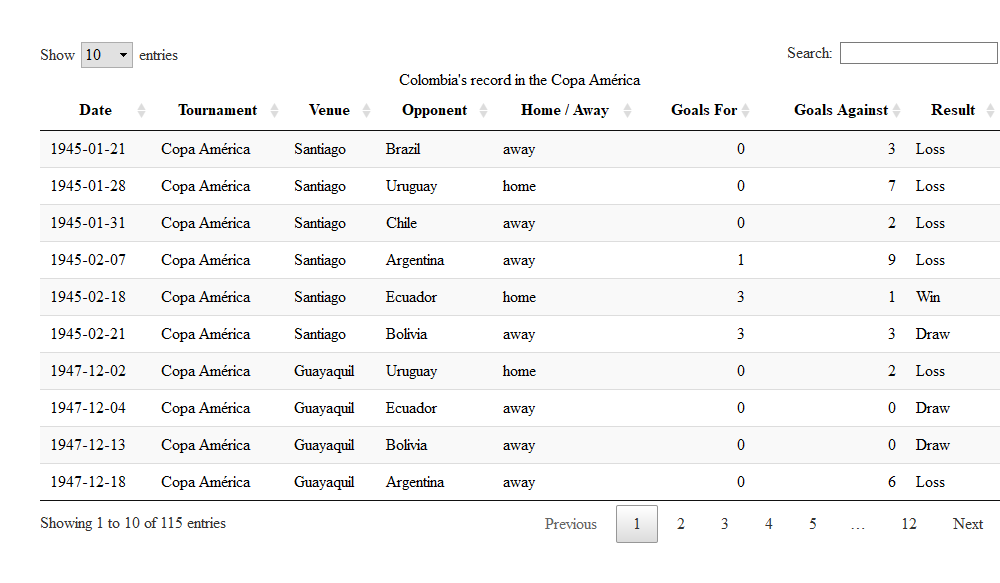 Show 10 entries Search:
Colombia's record in the Copa América
Date Tournament Venue Opponent Home / Away Goals For Goals Against Result
1945-01-21 Copa América Santiago Brazil away 0 3 Loss
1945-01-28 Copa América Santiago Uruguay home 0 7 Loss
1945-01-31 Copa América Santiago Chile away 0 2 Loss
1945-02-07 Copa América Santiago Argentina away 1 9 Loss
1945-02-18 Copa América Santiago Ecuador home 3 1 Win
1945-02-21 Copa América Santiago Bolivia away 3 3 Draw
1947-12-02 Copa América Guayaquil Uruguay home 0 2 Loss
1947-12-04 Copa América Guayaquil Ecuador away 0 0 Draw
1947-12-13 Copa América Guayaquil Bolivia away 0 0 Draw
1947-12-18 Copa América Guayaquil Argentina away 0 6 Loss
Showing 1 to 10 of 115 entries Previous 1 2 3 4 5 … 12 Next